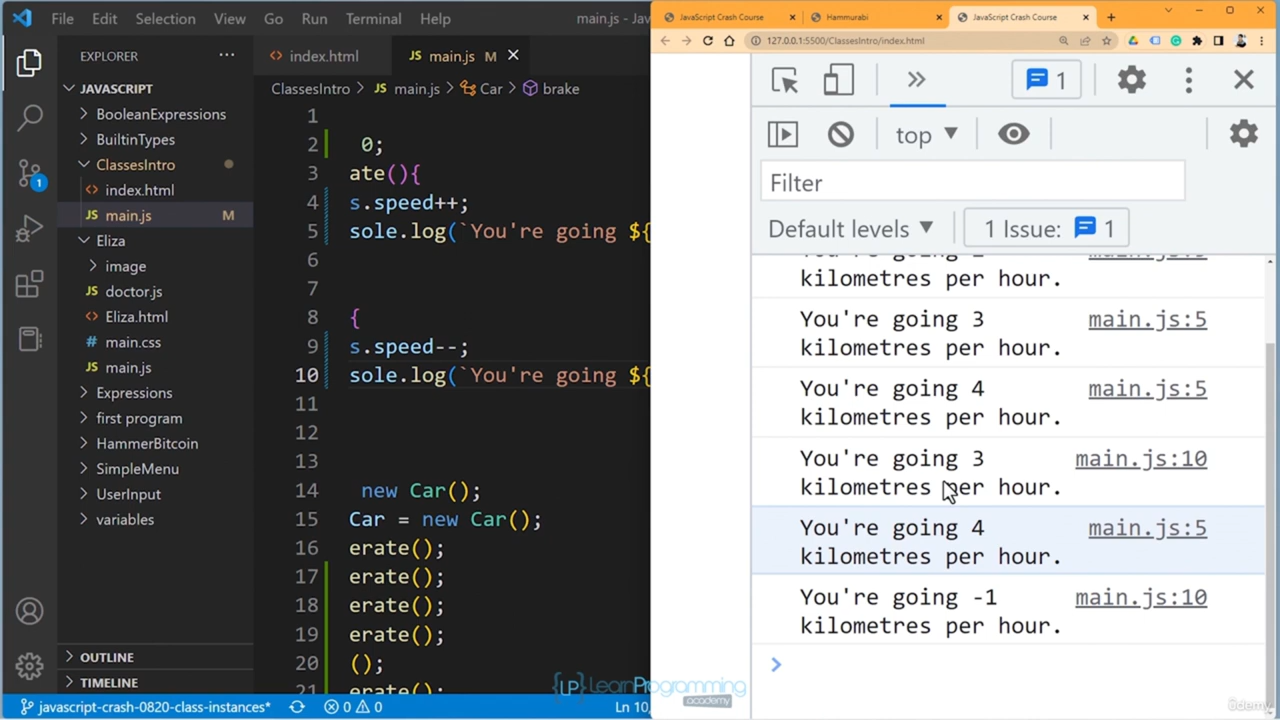 File Edit Selection View Go Run Terminal Help main.js - Jav
JavaScript Crash Course
Hammurabi
JavaScript Crash Course
127.0.0.1:5500/ClassesIntro/index.html
EXPLORER
index.html
main.js M
ClassesIntro > JS main.js > Car > brake
JAVASCRIPT
BooleanExpressions
BuiltinTypes
ClassesIntro
index.html
JS main.js M
Eliza
image
JS doctor.js
Eliza.html
main.css
JS main.js
Expressions
first program
HammerBitcoin
SimpleMenu
UserInput
variables
OUTLINE
TIMELINE
1
2 0;
3 ate(){
4 s.speed++;
5 sole.log(`You're going ${
6
7
8 {
9 s.speed--;
10 sole.log(`You're going ${
11
12
13
14 new Car();
15 Car = new Car();
16 erate();
17 erate();
18 erate();
19 erate();
20 ();
21 erate();
1
top
Filter
Default levels
1 Issue: 1
kilometres per hour.
You're going 3 main.js:5
kilometres per hour.
You're going 4 main.js:5
kilometres per hour.
You're going 3 main.js:10
kilometres per hour.
You're going 4 main.js:5
kilometres per hour.
You're going -1 main.js:10
kilometres per hour.
{LP} LearnProgramming
academy
javascript-crash-0820-class-instances* 0 0 Ln 10,
ûdemy